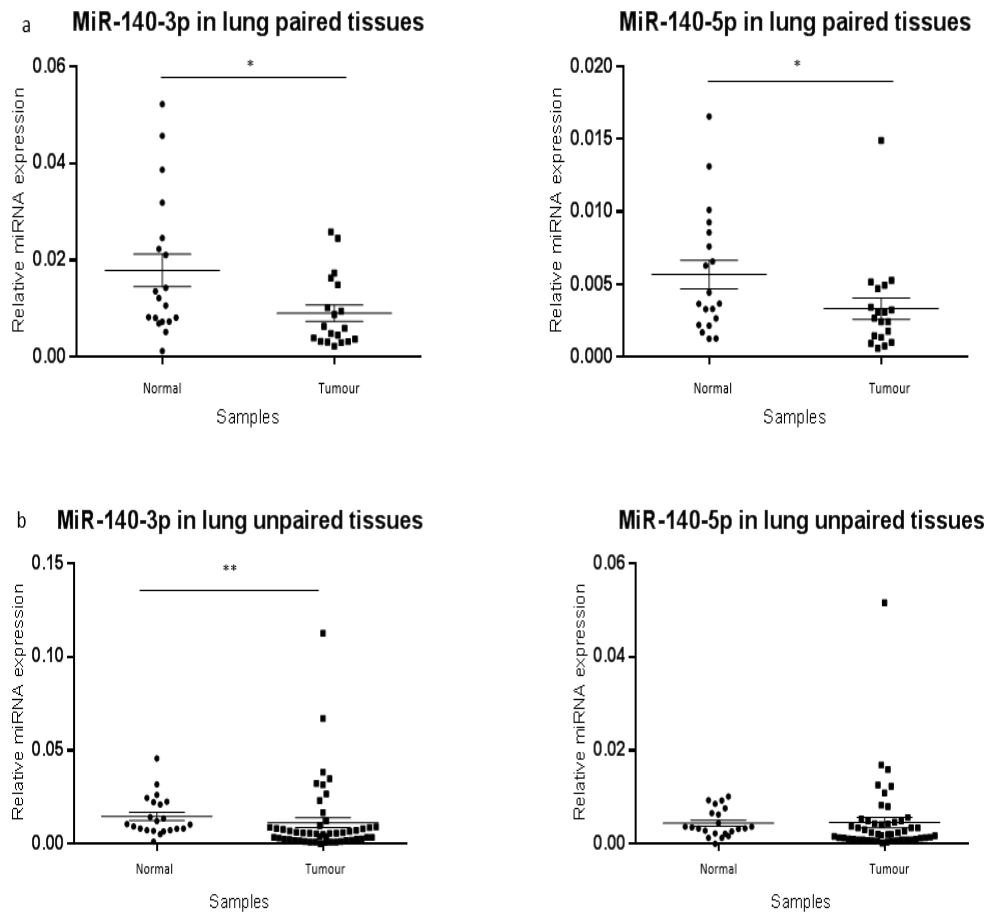 a
MiR-140-3p in lung paired tissues
Relative miRNA expression
0.06
0.04
0.02
0.00
*
Normal
Tumour
Samples
MiR-140-5p in lung paired tissues
Relative miRNA expression
0.020
0.015
0.010
0.005
0.000
*
Normal
Tumour
Samples
b
MiR-140-3p in lung unpaired tissues
Relative miRNA expression
0.15
0.10
0.05
0.00
**
Normal
Tumour
Samples
MiR-140-5p in lung unpaired tissues
Relative miRNA expression
0.06
0.04
0.02
0.00
Normal
Tumour
Samples